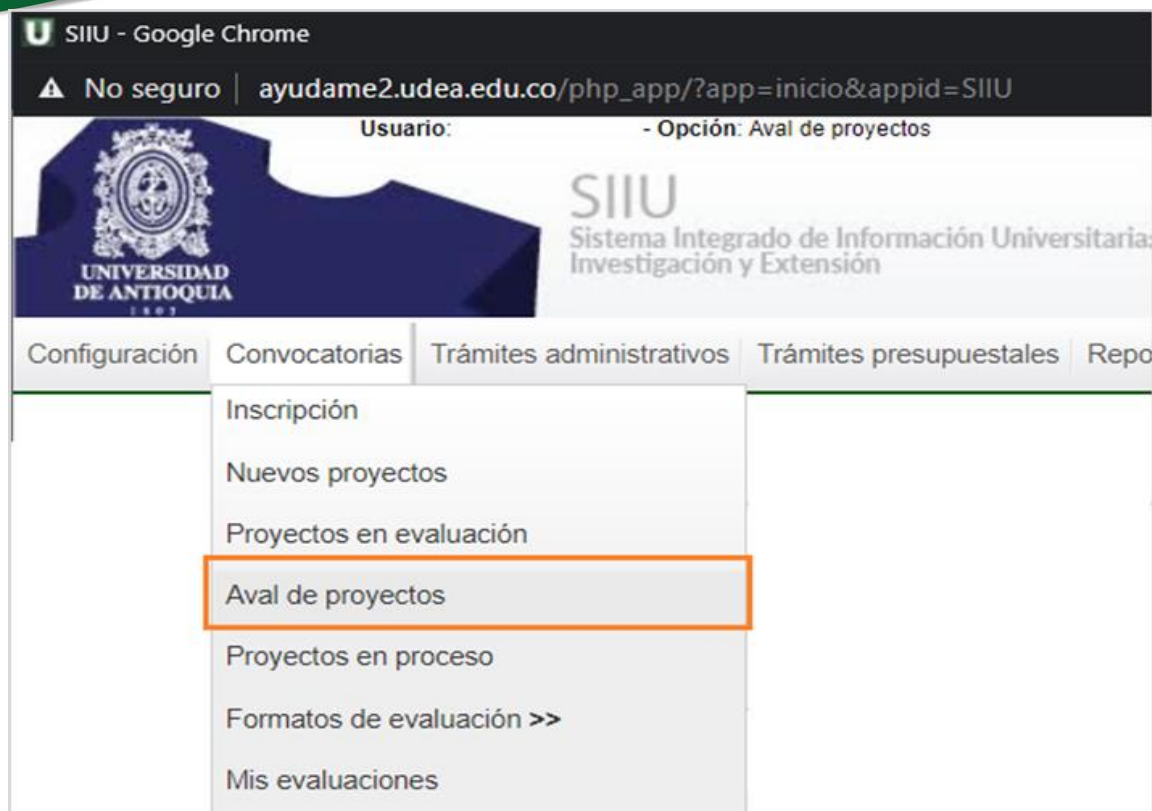 SIIU - Google Chrome
No seguro | ayudame2.udea.edu.co/php_app/?app=inicio&appid=SIIU
Usuario: - Opción: Aval de proyectos
SIIU
Sistema Integrado de Información Universitaria:
Investigación y Extensión
UNIVERSIDAD
DE ANTIOQUIA
1803
Configuración Convocatorias Trámites administrativos Trámites presupuestales Repo
Inscripción
Nuevos proyectos
Proyectos en evaluación
Aval de proyectos
Proyectos en proceso
Formatos de evaluación >>
Mis evaluaciones